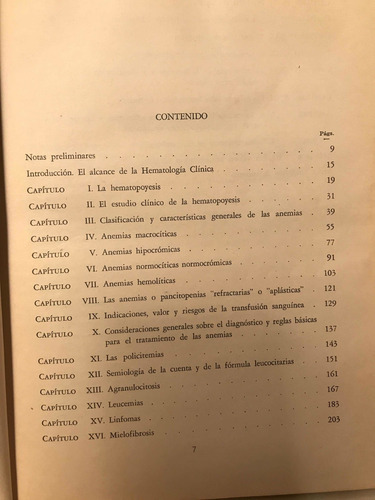 CONTENIDO
Págs.
Notas preliminares . . . . . . . . . . . . . . 9
Introducción. El alcance de la Hematología Clínica . . . . . 15
CAPÍTULO I. La hematopoyesis . . . . . . . . . . 19
CAPÍTULO II. El estudio clínico de la hematopoyesis . . . . . 31
CAPÍTULO III. Clasificación y características generales de las anemias . 39
CAPÍTULO IV. Anemias macrocíticas . . . . . . . . . 55
CAPÍTULO V. Anemias hipocrómicas . . . . . . . . . 77
CAPÍTULO VI. Anemias normocíticas normocrómicas . . . . . 91
CAPÍTULO VII. Anemias hemolíticas . . . . . . . . . 103
CAPÍTULO VIII. Las anemias o pancitopenias "refractarias" o "aplásticas" . 121
CAPÍTULO IX. Indicaciones, valor y riesgos de la transfusión sanguínea . 129
CAPÍTULO X. Consideraciones generales sobre el diagnóstico y reglas básicas
para el tratamiento de las anemias . . . . . . 137
CAPÍTULO XI. Las policitemias . . . . . . . . . . 143
CAPÍTULO XII. Semiología de la cuenta y de la fórmula leucocitarias . 151
CAPÍTULO XIII. Agranulocirosis . . . . . . . . . . 161
CAPÍTULO XIV. Leucemias . . . . . . . . . . . 167
CAPÍTULO XV. Linfomas . . . . . . . . . . . 183
CAPÍTULO XVI. Mielofibrosis . . . . . . . . . . 203
7